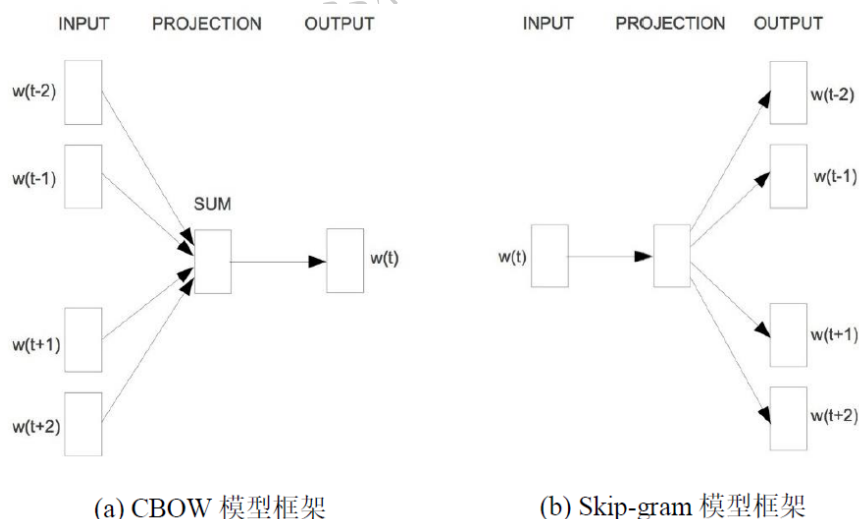 INPUT PROJECTION OUTPUT
w(t-2)
w(t-1)
SUM
w(t)
w(t+1)
w(t+2)
(a) CBOW 模型框架
INPUT PROJECTION OUTPUT
w(t-2)
w(t-1)
w(t)
w(t+1)
w(t+2)
(b) Skip-gram 模型框架